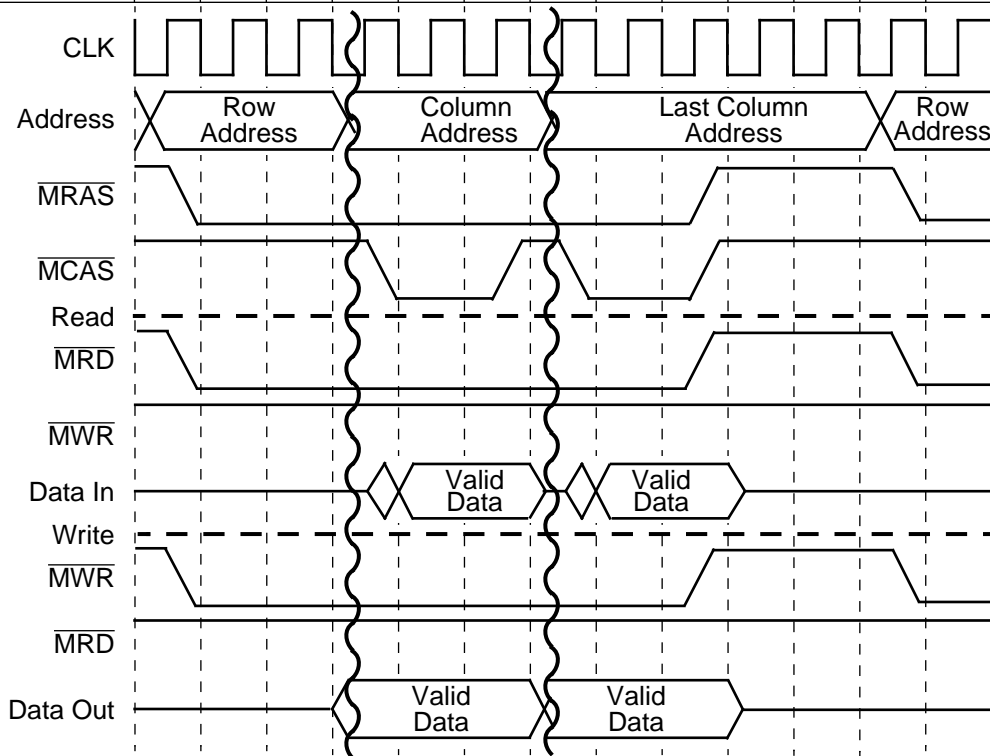 CLK
Address
Row
Address
Column
Address
Last Column
Address
Row
Address
MRAS
MCAS
Read
MRD
MWR
Data In
Valid
Data
Valid
Data
Write
MWR
MRD
Data Out
Valid
Data
Valid
Data